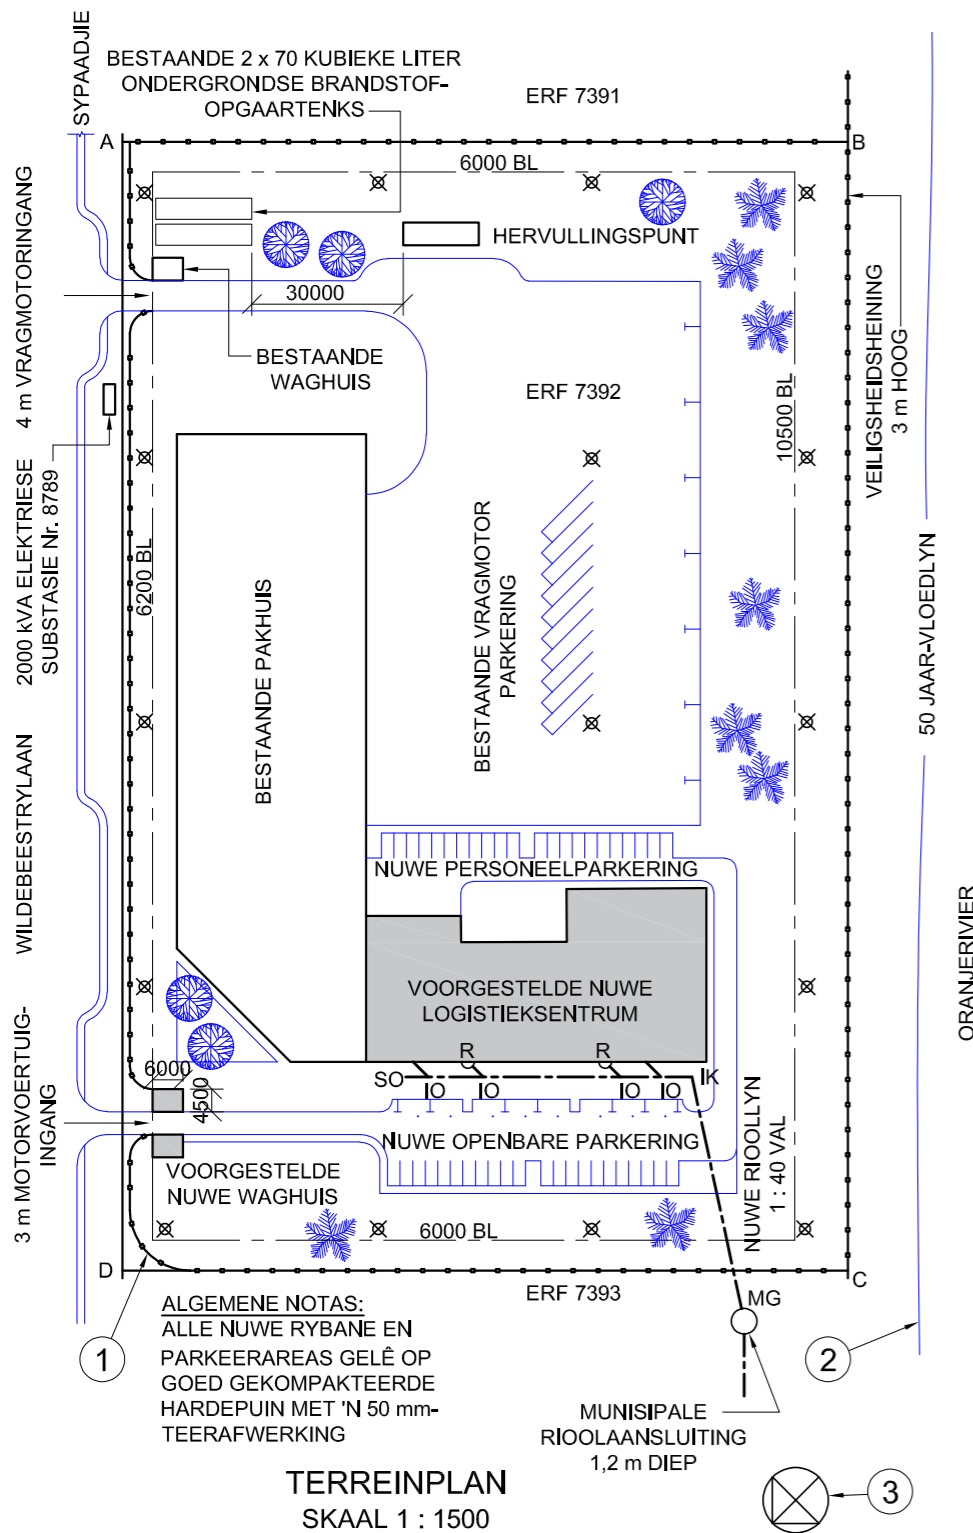 SYPAADJIE
BESTAANDE 2 x 70 KUBIEKE LITER
ONDERGRONDSE BRANDSTOF-
OPGAARTENKS
ERF 7391
A
B
6000 BL
HERVULLINGSPUNT
30000
4 m VRAGMOTORINGANG
BESTAANDE
WAGHUIS
ERF 7392
VEILIGSHEIDSHEINING
3 m HOOG
10500 BL
2000 KVA ELEKTRIESE
SUBSTASIE Nr. 8789
6200 BL
BESTAANDE PAKHUIS
BESTAANDE VRAGMOTOR
PARKERING
50 JAAR-VLOEDLYN
WILDEBEESTRYLAAN
NUWE PERSONEELPARKERING
ORANJERIVIER
VOORGESTELDE NUWE
LOGISTIEKSENTRUM
R
R
SO
IO
IO
IO
IO
IK
6000
4500
3 m MOTORVOERTUIG-
INGANG
NUWE OPENBARE PARKERING
NUWE RIOOLLYN
1 : 40 VAL
VOORGESTELDE
NUWE WAGHUIS
6000 BL
D
C
ERF 7393
MG
ALGEMENE NOTAS:
ALLE NUWE RYBANE EN
PARKEERAREAS GELÊ OP
GOED GEKOMPAKTEERDE
HARDEPUIN MET 'N 50 mm-
TEERAFWERKING
1
2
MUNISIPALE
RIOOLAANSLUITING
1,2 m DIEP
TERREINPLAN
SKAAL 1 : 1500
3